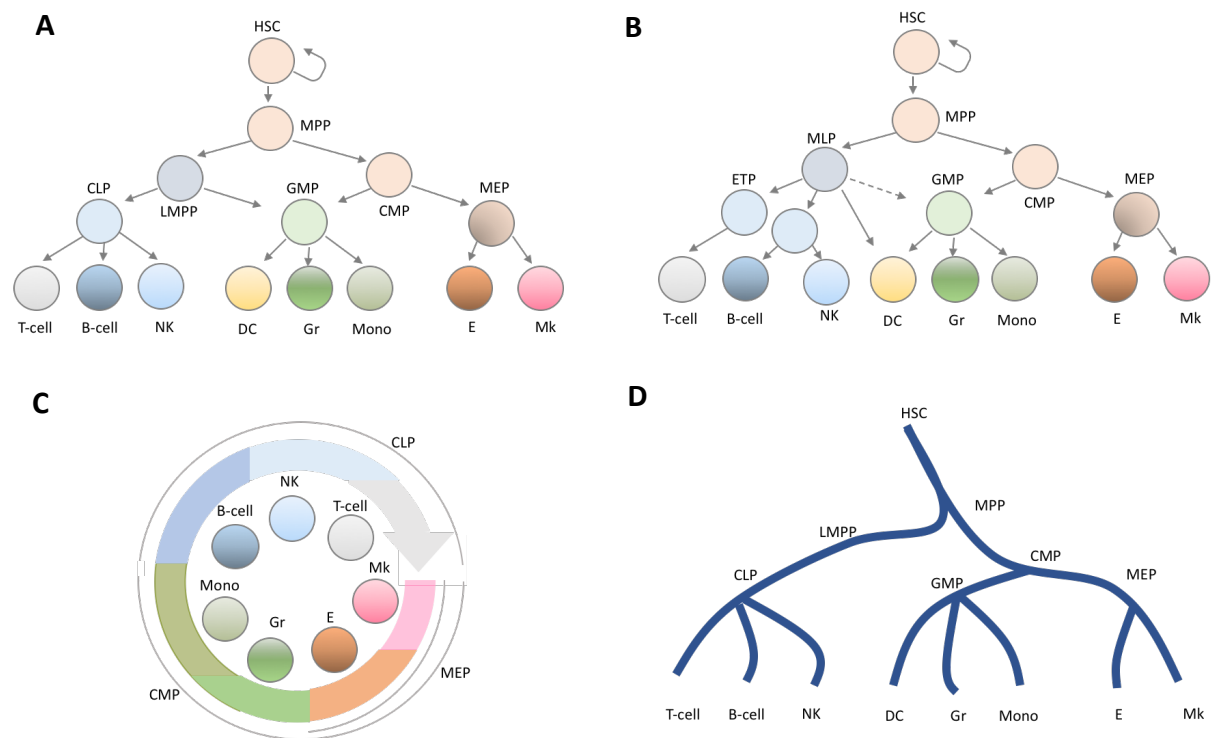 A
HSC
MPP
CLP
LMPP
GMP
CMP
MEP
T-cell
B-cell
NK
DC
Gr
Mono
E
Mk
B
HSC
MPP
MLP
ETP
GMP
CMP
MEP
T-cell
B-cell
NK
DC
Gr
Mono
E
Mk
C
CLP
NK
T-cell
B-cell
Mk
Mono
E
Gr
MEP
CMP
D
HSC
MPP
LMPP
CMP
CLP
GMP
MEP
T-cell
B-cell
NK
DC
Gr
Mono
E
Mk